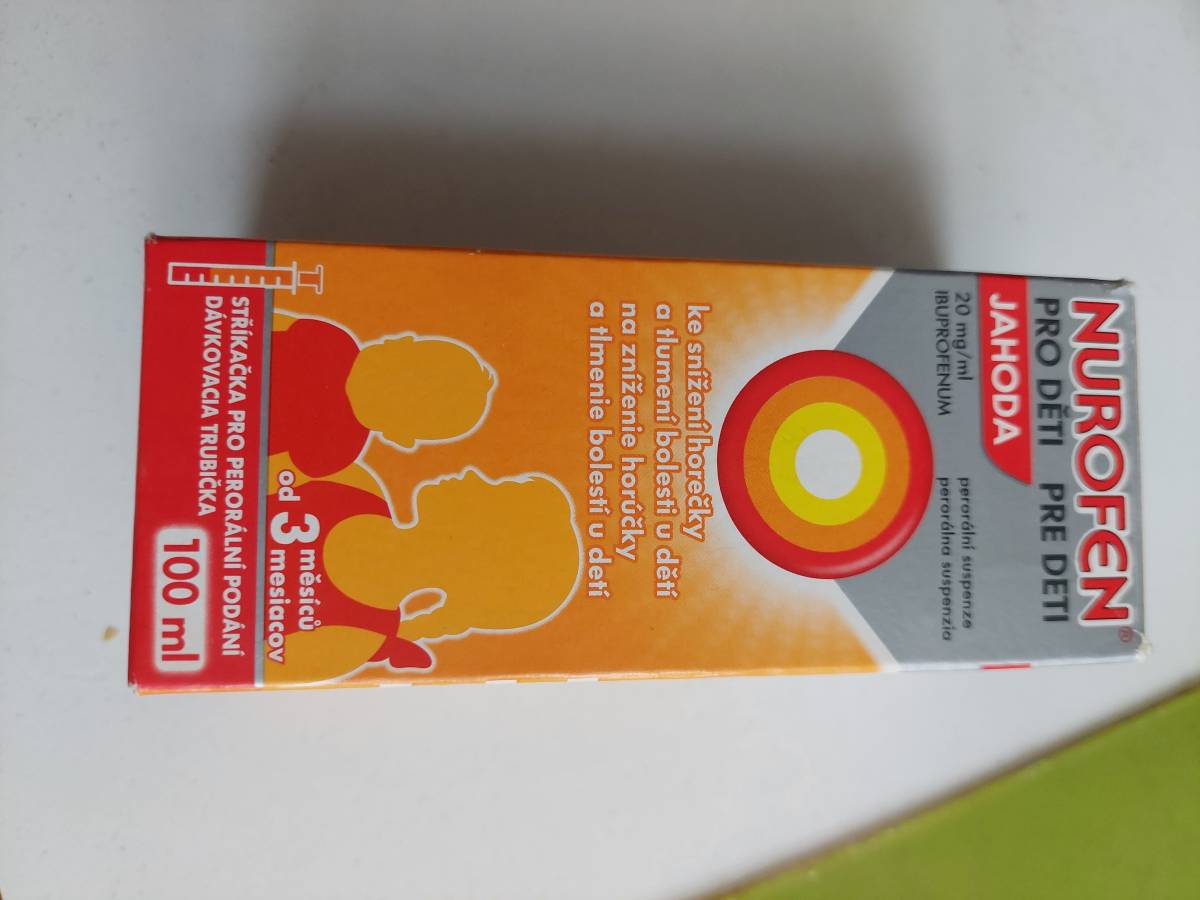 NUROFEN®
PRO DĚTI PRE DETI
JAHODA
20 mg/ml
IBUPROFENUM
perorální suspenze
perorálna suspenzia
ke snížení horečky
a tlumení bolesti u dětí
na zníženie horúčky
a tlmenie bolestí u detí
od 3 měsíců
mesiacov
STŘÍKAČKA PRO PERORÁLNÍ PODÁNÍ
DÁVKOVACIA TRUBIČKA
100 ml